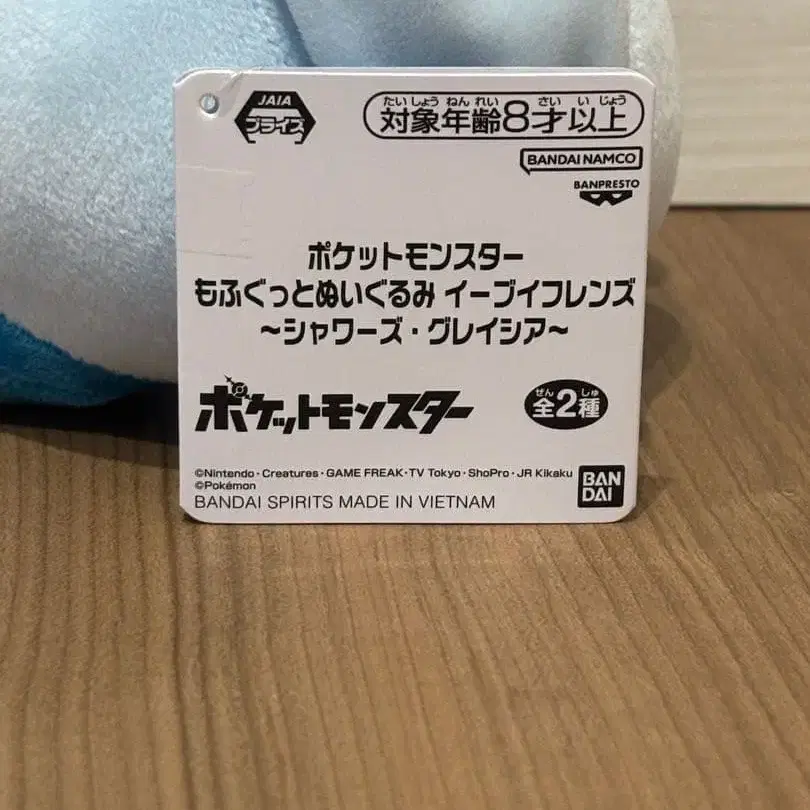 JAIA
プライズ
たいしょうねんれい さいいじょう
対象年齢8才以上
BANDAI NAMCO
BANPRESTO
ポケットモンスター
もふぐっとぬいぐるみ イーブイフレンズ
～シャワーズ・グレイシア～
ポケットモンスター
ぜん しゅ
全2種
©Nintendo・Creatures・GAME FREAK・TV Tokyo・ShoPro・JR Kikaku
©Pokémon
BANDAI SPIRITS MADE IN VIETNAM
BAN
DAI